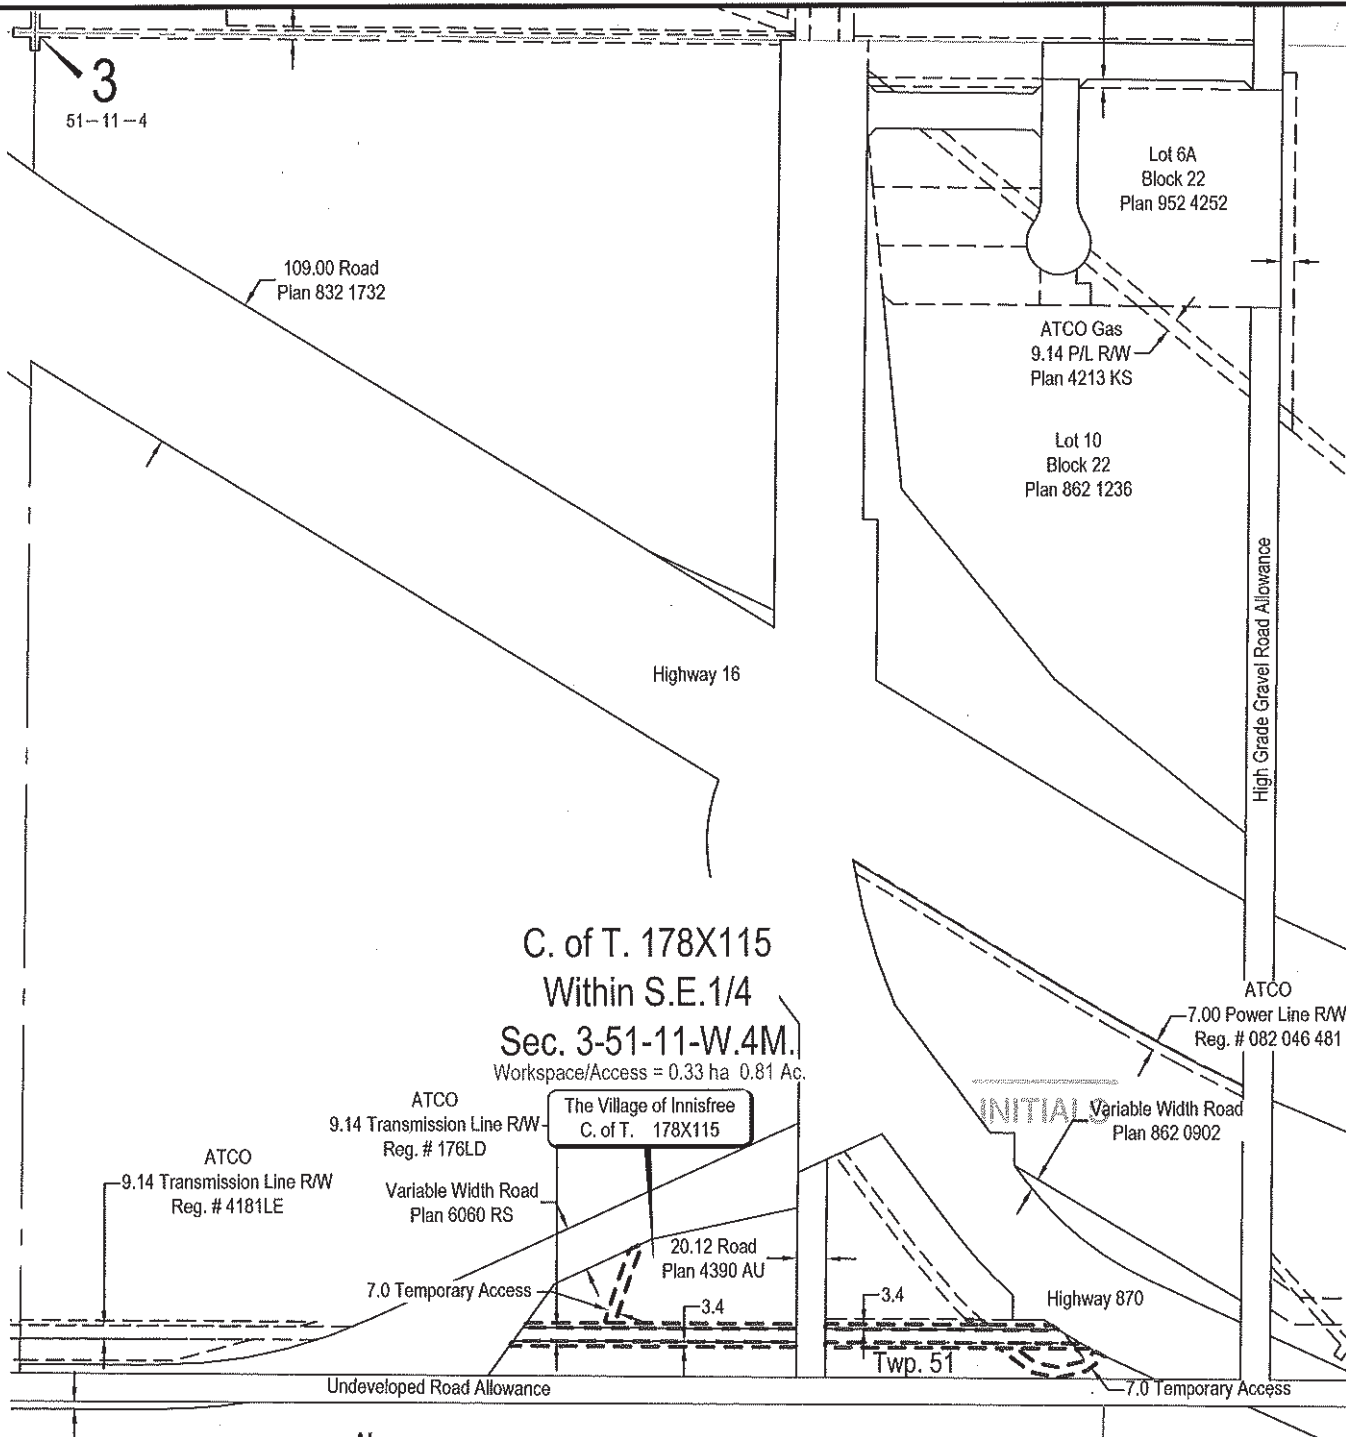 3
51-11-4
Lot 6A
Block 22
Plan 952 4252
109.00 Road
Plan 832 1732
ATCO Gas
9.14 P/L R/W
Plan 4213 KS
Lot 10
Block 22
Plan 862 1236
High Grade Gravel Road Allowance
Highway 16
C. of T. 178X115
Within S.E.1/4
Sec. 3-51-11-W.4M.
Workspace/Access = 0.33 ha 0.81 Ac.
ATCO
7.00 Power Line R/W
Reg. # 082 046 481
INITIALS
The Village of Innisfree
C. of T. 178X115
ATCO
9.14 Transmission Line R/W
Reg. # 176LD
Variable Width Road
Plan 862 0902
ATCO
9.14 Transmission Line R/W
Reg. # 4181LE
Variable Width Road
Plan 6060 RS
20.12 Road
Plan 4390 AU
7.0 Temporary Access
3.4
3.4
Highway 870
Twp. 51
Undeveloped Road Allowance
7.0 Temporary Access